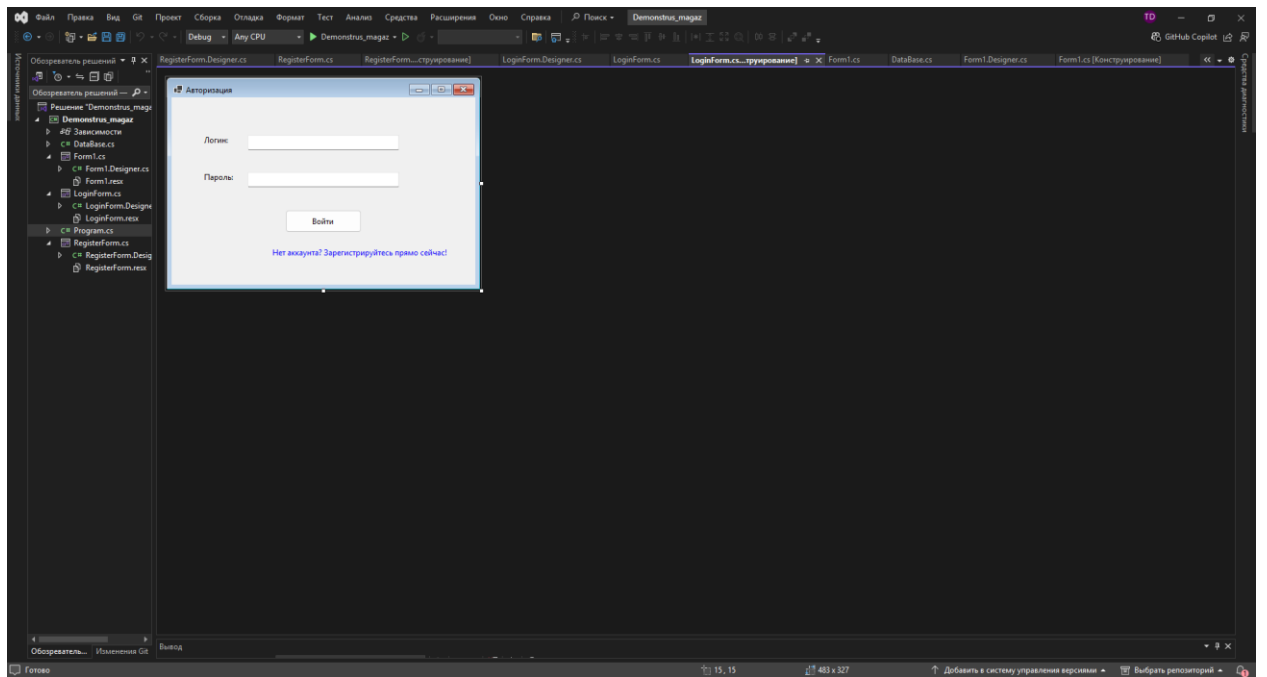 Файл Правка Вид Git Проект Сборка Отладка Формат Тест Анализ Средства Расширения Окно Справка Поиск Demonstrus_magaz TD
Debug Any CPU Demonstrus_magaz GitHub Copilot
Источники данных
Обозреватель решений
RegisterForm.Designer.cs RegisterForm.cs RegisterForm....струирование] LoginForm.Designer.cs LoginForm.cs LoginForm.cs...труирование] Form1.cs DataBase.cs Form1.Designer.cs Form1.cs [Конструирование]
Средства диагностики
Обозреватель решений —
Решение "Demonstrus_maga
Demonstrus_magaz
Зависимости
C# DataBase.cs
Form1.cs
C# Form1.Designer.cs
Form1.resx
LoginForm.cs
C# LoginForm.Designe
LoginForm.resx
C# Program.cs
RegisterForm.cs
C# RegisterForm.Desig
RegisterForm.resx
Авторизация
Логин:
Пароль:
Войти
Нет аккаунта? Зарегистрируйтесь прямо сейчас!
Обозреватель... Изменения Git
Вывод
Готово 15, 15 483 x 327 Добавить в систему управления версиями Выбрать репозиторий